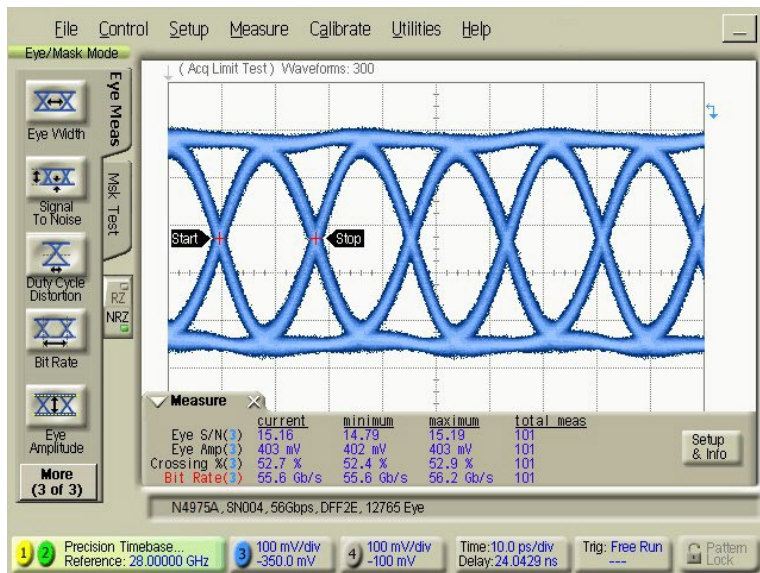 File Control Setup Measure Calibrate Utilities Help
Eye/Mask Mode
( Acq Limit Test ) Waveforms: 300
Eye Meas
Msk Test
Eye Width
Signal
To Noise
Duty Cycle
Distortion
RZ
NRZ
Bit Rate
Eye
Amplitude
More
(3 of 3)
Start
Stop
Measure
current minimum maximum total meas
Eye S/N(3) 15.16 14.79 15.19 101
Eye Amp(3) 403 mV 402 mV 403 mV 101
Crossing %(3) 52.7 % 52.4 % 52.9 % 101
Bit Rate(3) 55.6 Gb/s 55.6 Gb/s 56.2 Gb/s 101
Setup
& Info
N4975A, SN004, 56Gbps, DFF2E, 12765 Eye
1 2 Precision Timebase...
Reference: 28.00000 GHz
3 100 mV/div
-350.0 mV
4 100 mV/div
-100 mV
Time:10.0 ps/div
Delay:24.0429 ns
Trig: Free Run
---
Pattern
Lock